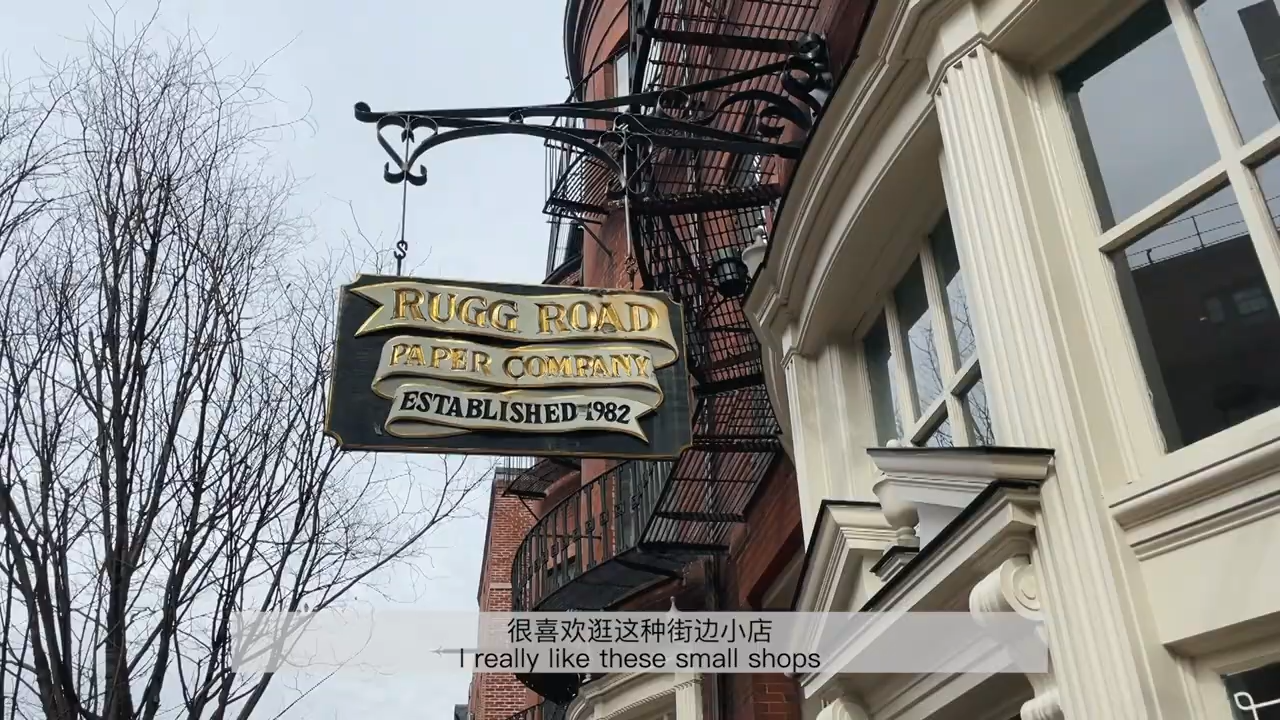 RUGG ROAD
PAPER COMPANY
ESTABLISHED 1982
很喜欢逛这种街边小店
I really like these small shops